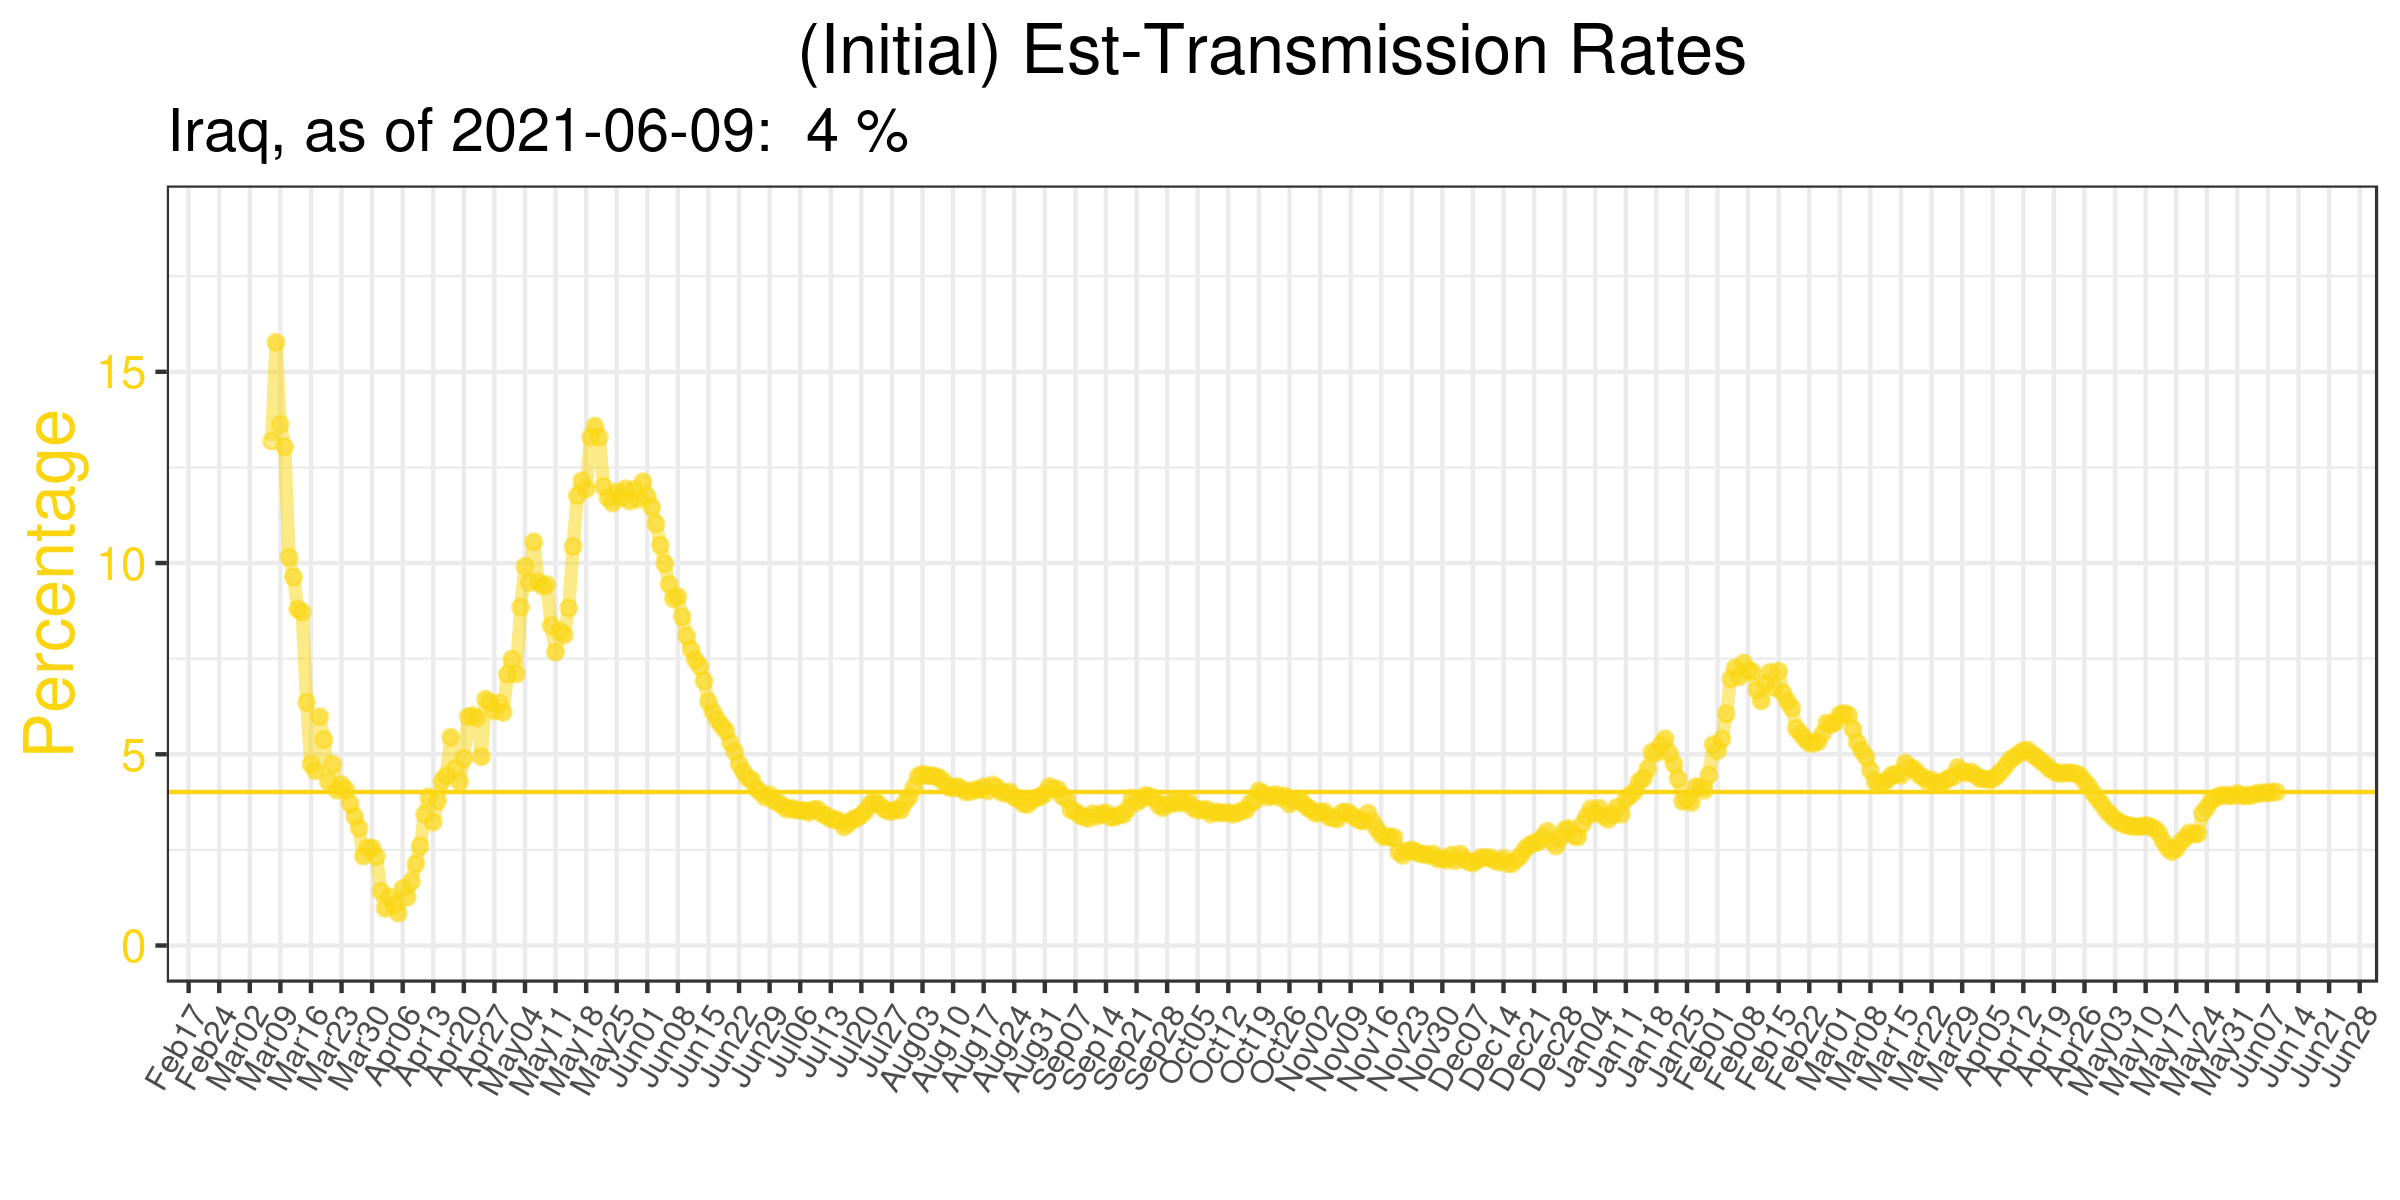 (Initial) Est-Transmission Rates
Iraq, as of 2021-06-09:  4 %
Percentage
15
10
5
0
Feb17
Feb24
Mar02
Mar09
Mar16
Mar23
Mar30
Apr06
Apr13
Apr20
Apr27
May04
May11
May18
May25
Jun01
Jun08
Jun15
Jun22
Jun29
Jul06
Jul13
Jul20
Jul27
Aug03
Aug10
Aug17
Aug24
Aug31
Sep07
Sep14
Sep21
Sep28
Oct05
Oct12
Oct19
Oct26
Nov02
Nov09
Nov16
Nov23
Nov30
Dec07
Dec14
Dec21
Dec28
Jan04
Jan11
Jan18
Jan25
Feb01
Feb08
Feb15
Feb22
Mar01
Mar08
Mar15
Mar22
Mar29
Apr05
Apr12
Apr19
Apr26
May03
May10
May17
May24
May31
Jun07
Jun14
Jun21
Jun28